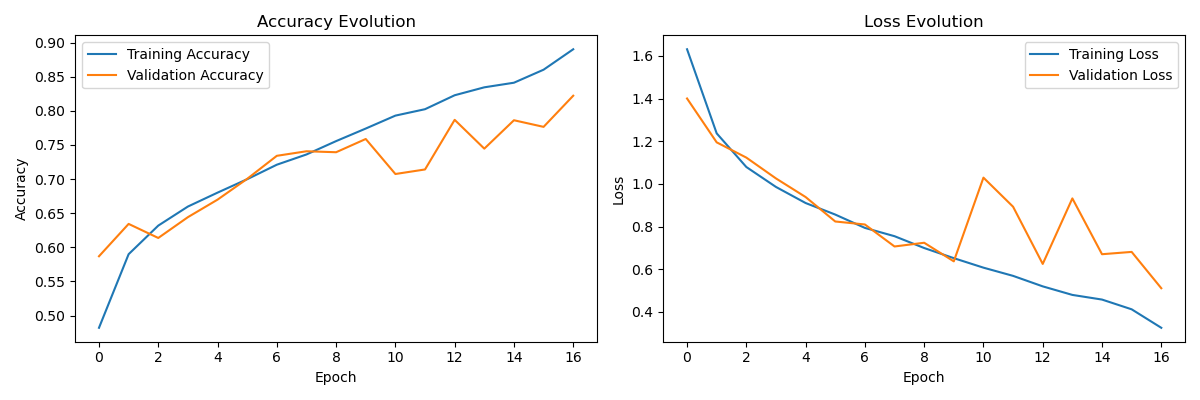 Accuracy Evolution
Training Accuracy
Validation Accuracy
0.90
0.85
0.80
0.75
0.70
0.65
0.60
0.55
0.50
Accuracy
0 2 4 6 8 10 12 14 16
Epoch
Loss Evolution
Training Loss
Validation Loss
1.6
1.4
1.2
1.0
0.8
0.6
0.4
Loss
0 2 4 6 8 10 12 14 16
Epoch